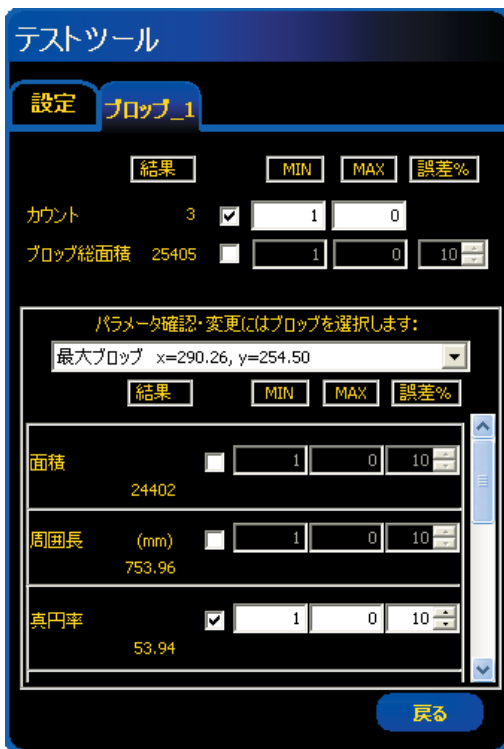 テストツール
設定 ブロッブ_1
結果 MIN MAX 誤差%
カウント 3 1 0
ブロッブ総面積 25405 1 0 10
パラメータ確認・変更にはブロッブを選択します:
最大ブロッブ x=290.26, y=254.50
結果 MIN MAX 誤差%
面積 1 0 10
24402
周囲長 (mm) 1 0 10
753.96
真円率 1 0 10
53.94
戻る